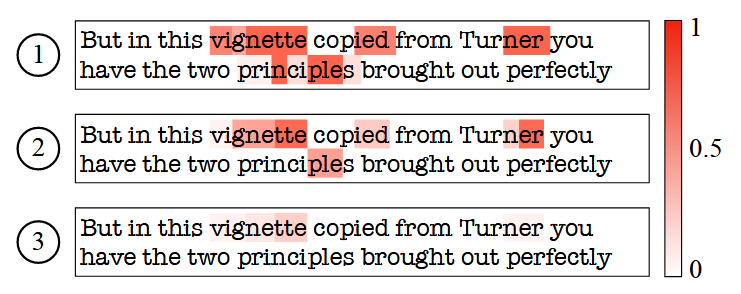 1
But in this vignette copied from Turner you
have the two principles brought out perfectly
2
But in this vignette copied from Turner you
have the two principles brought out perfectly
3
But in this vignette copied from Turner you
have the two principles brought out perfectly
1
0.5
0